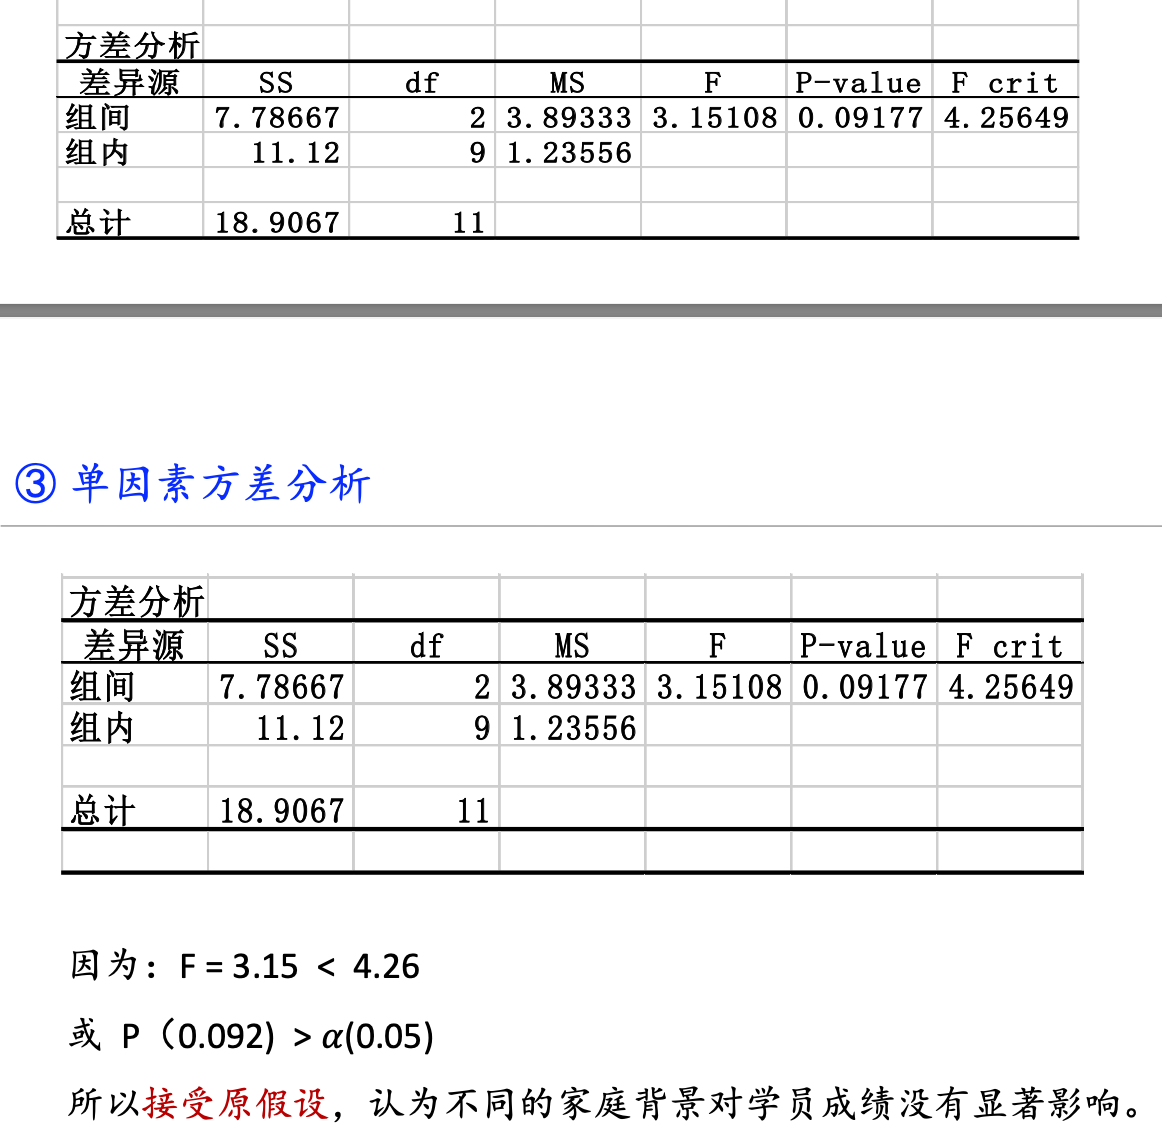 方差分析
差异源 SS df MS F P-value F crit
组间 7.78667 2 3.89333 3.15108 0.09177 4.25649
组内 11.12 9 1.23556
总计 18.9067 11
③ 单因素方差分析
方差分析
差异源 SS df MS F P-value F crit
组间 7.78667 2 3.89333 3.15108 0.09177 4.25649
组内 11.12 9 1.23556
总计 18.9067 11
因为：F = 3.15 < 4.26
或 P（0.092) > α(0.05)
所以接受原假设，认为不同的家庭背景对学员成绩没有显著影响。